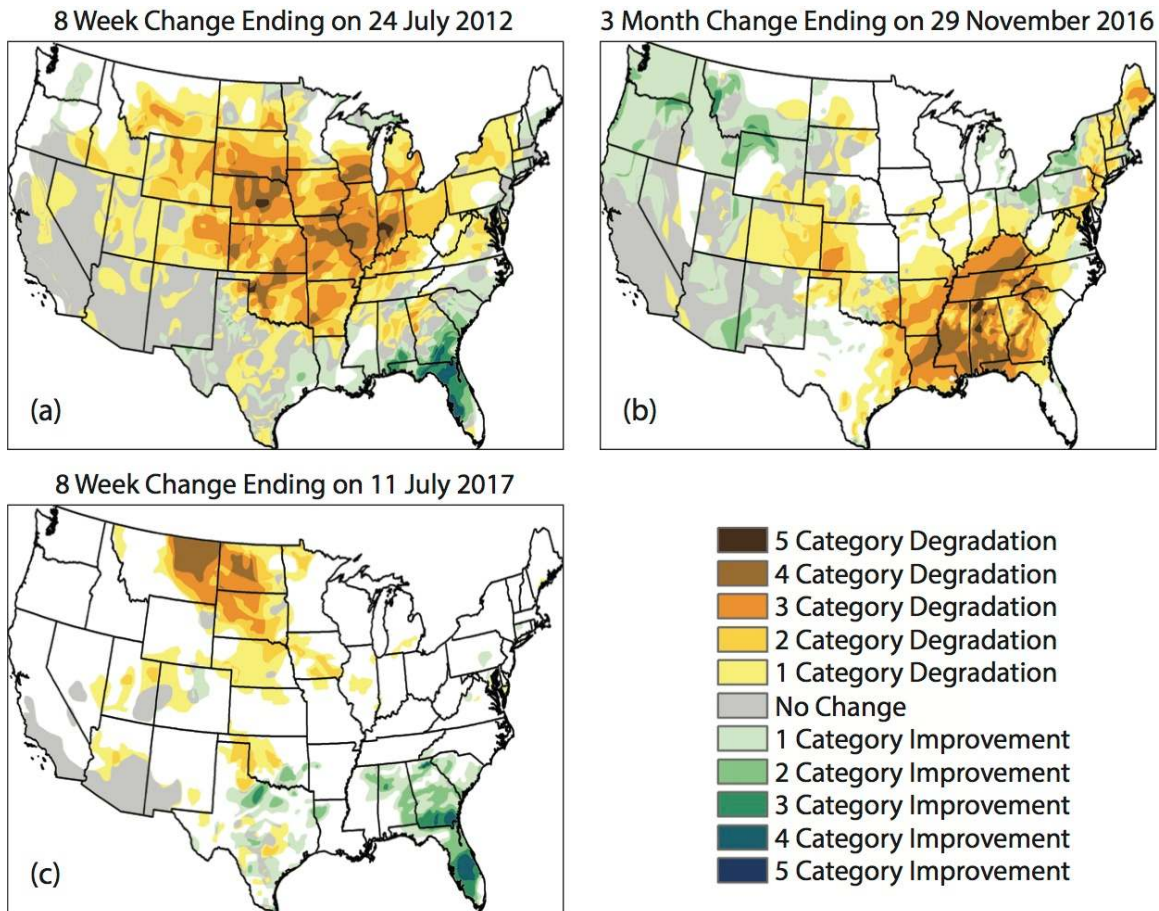 8 Week Change Ending on 24 July 2012
3 Month Change Ending on 29 November 2016
(a)
(b)
8 Week Change Ending on 11 July 2017
(c)
5 Category Degradation
4 Category Degradation
3 Category Degradation
2 Category Degradation
1 Category Degradation
No Change
1 Category Improvement
2 Category Improvement
3 Category Improvement
4 Category Improvement
5 Category Improvement